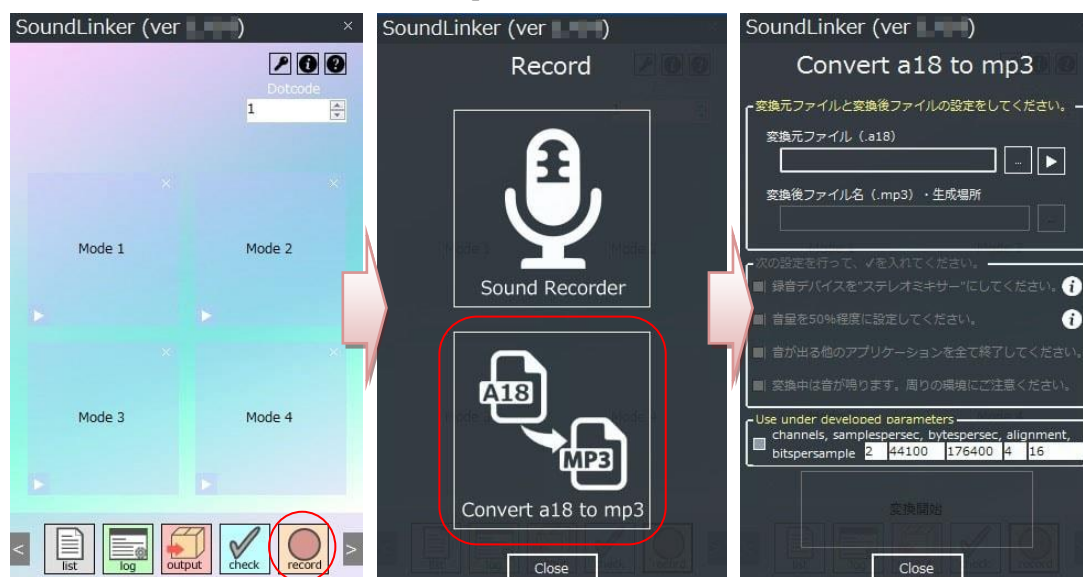 SoundLinker (ver
)
×
Dotcode
1
×
×
Mode 1
Mode 2
×
×
Mode 3
Mode 4
<
list
log
output
check
record
>
SoundLinker (ver
)
Record
Sound Recorder
A18
MP3
Convert a18 to mp3
Close
SoundLinker (ver
)
Convert a18 to mp3
変換元ファイルと変換後ファイルの設定をしてください。
変換元ファイル（.a18）
...
変換後ファイル名（.mp3）・生成場所
...
次の設定を行って、✓を入れてください。
録音デバイスを"ステレオミキサー"にしてください。
音量を50%程度に設定してください。
音が出る他のアプリケーションを全て終了してください。
変換中は音が鳴ります。周りの環境にご注意ください。
Use under developed parameters
channels, samplespersec, bytespersec, alignment,
bitspersample 2 44100 176400 4 16
変換開始
Close